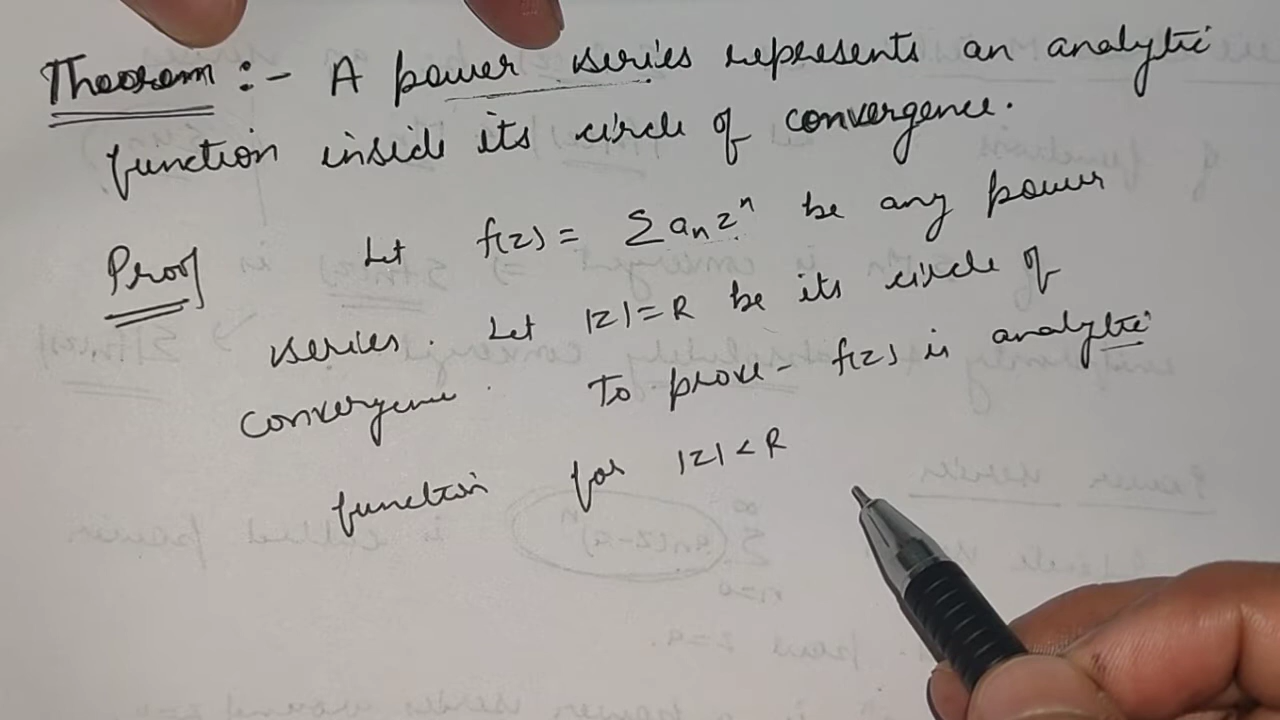 Theorem :- A power series represents an analytic
function inside its circle of convergence.
Proof Let f(z) = Σ aₙ zⁿ be any power
series. Let |z| = R be its circle of
convergence. To prove - f(z) is analytic
function for |z| < R